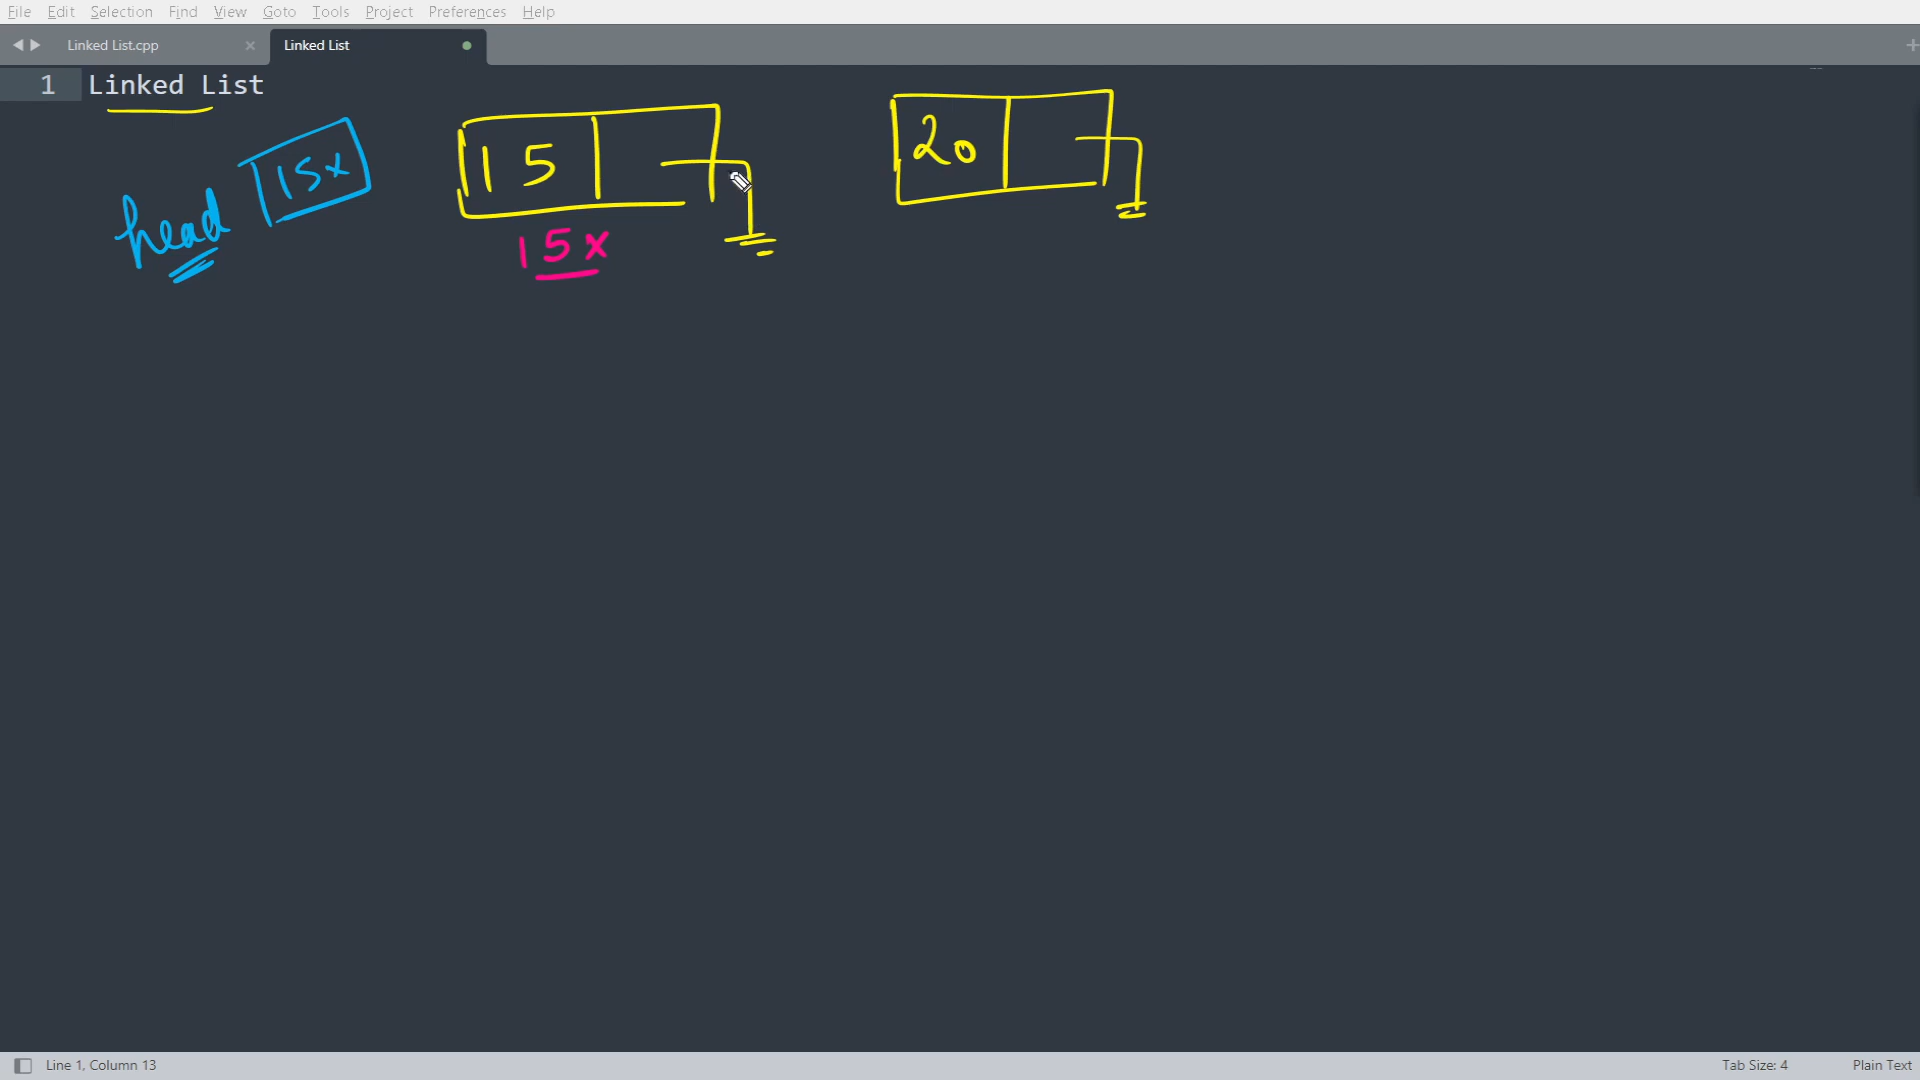 File Edit Selection Find View Goto Tools Project Preferences Help
Linked List.cpp Linked List
1 Linked List
head 15x 15 20
15x
Line 1, Column 13 Tab Size: 4 Plain Text